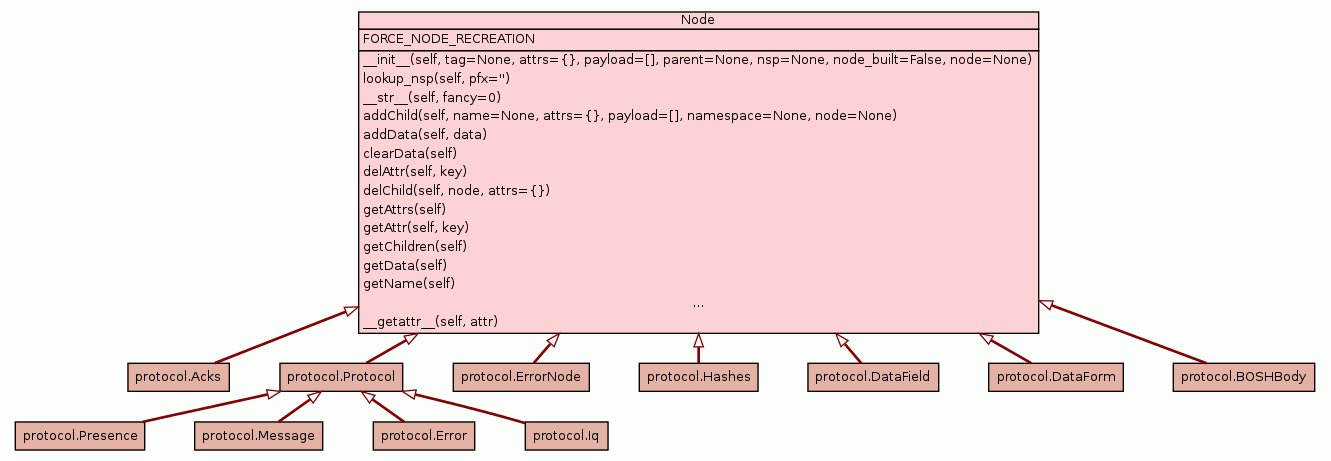 Node
FORCE_NODE_RECREATION
__init__(self, tag=None, attrs={}, payload=[], parent=None, nsp=None, node_built=False, node=None)
lookup_nsp(self, pfx='')
__str__(self, fancy=0)
addChild(self, name=None, attrs={}, payload=[], namespace=None, node=None)
addData(self, data)
clearData(self)
delAttr(self, key)
delChild(self, node, attrs={})
getAttrs(self)
getAttr(self, key)
getChildren(self)
getData(self)
getName(self)
...
__getattr__(self, attr)
protocol.Acks protocol.Protocol protocol.ErrorNode protocol.Hashes protocol.DataField protocol.DataForm protocol.BOSHBody
protocol.Presence protocol.Message protocol.Error protocol.Iq